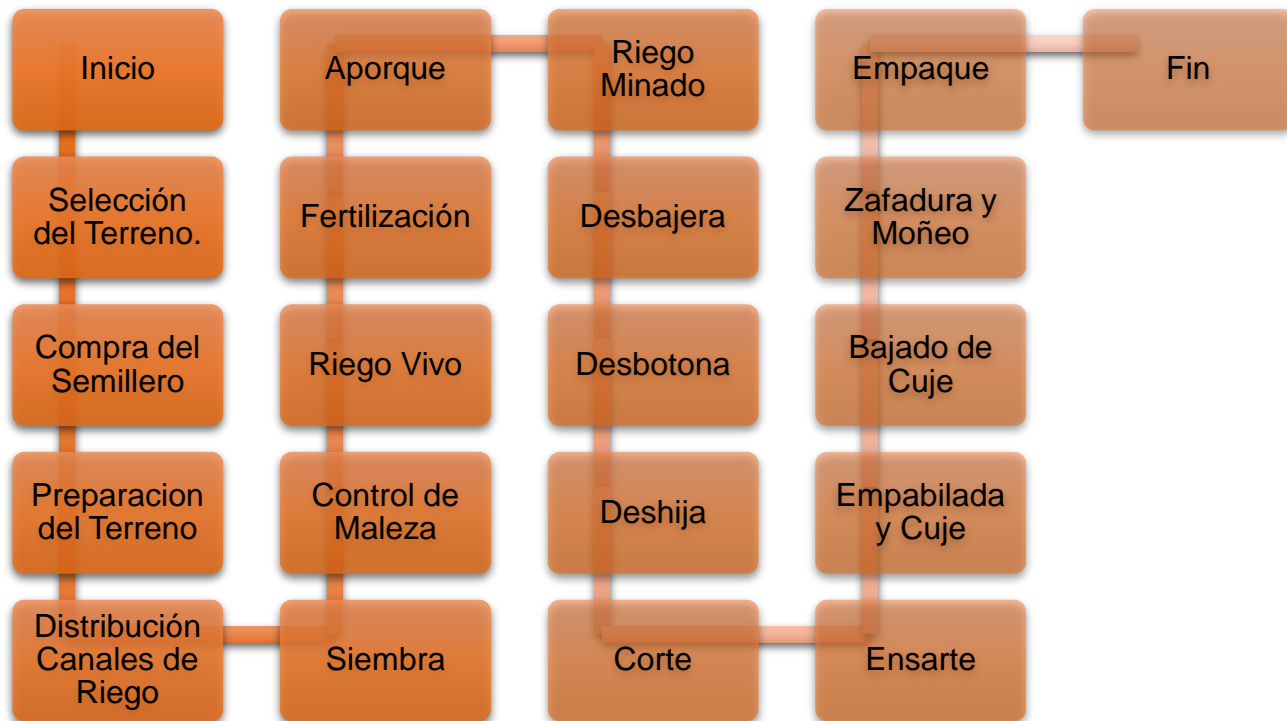 Inicio
Selección
del Terreno.
Compra del
Semillero
Preparacion
del Terreno
Distribución
Canales de
Riego
Siembra
Control de
Maleza
Riego Vivo
Fertilización
Aporque
Riego
Minado
Desbajera
Desbotona
Deshija
Corte
Ensarte
Empabilada
y Cuje
Bajado de
Cuje
Zafadura y
Moñeo
Empaque
Fin